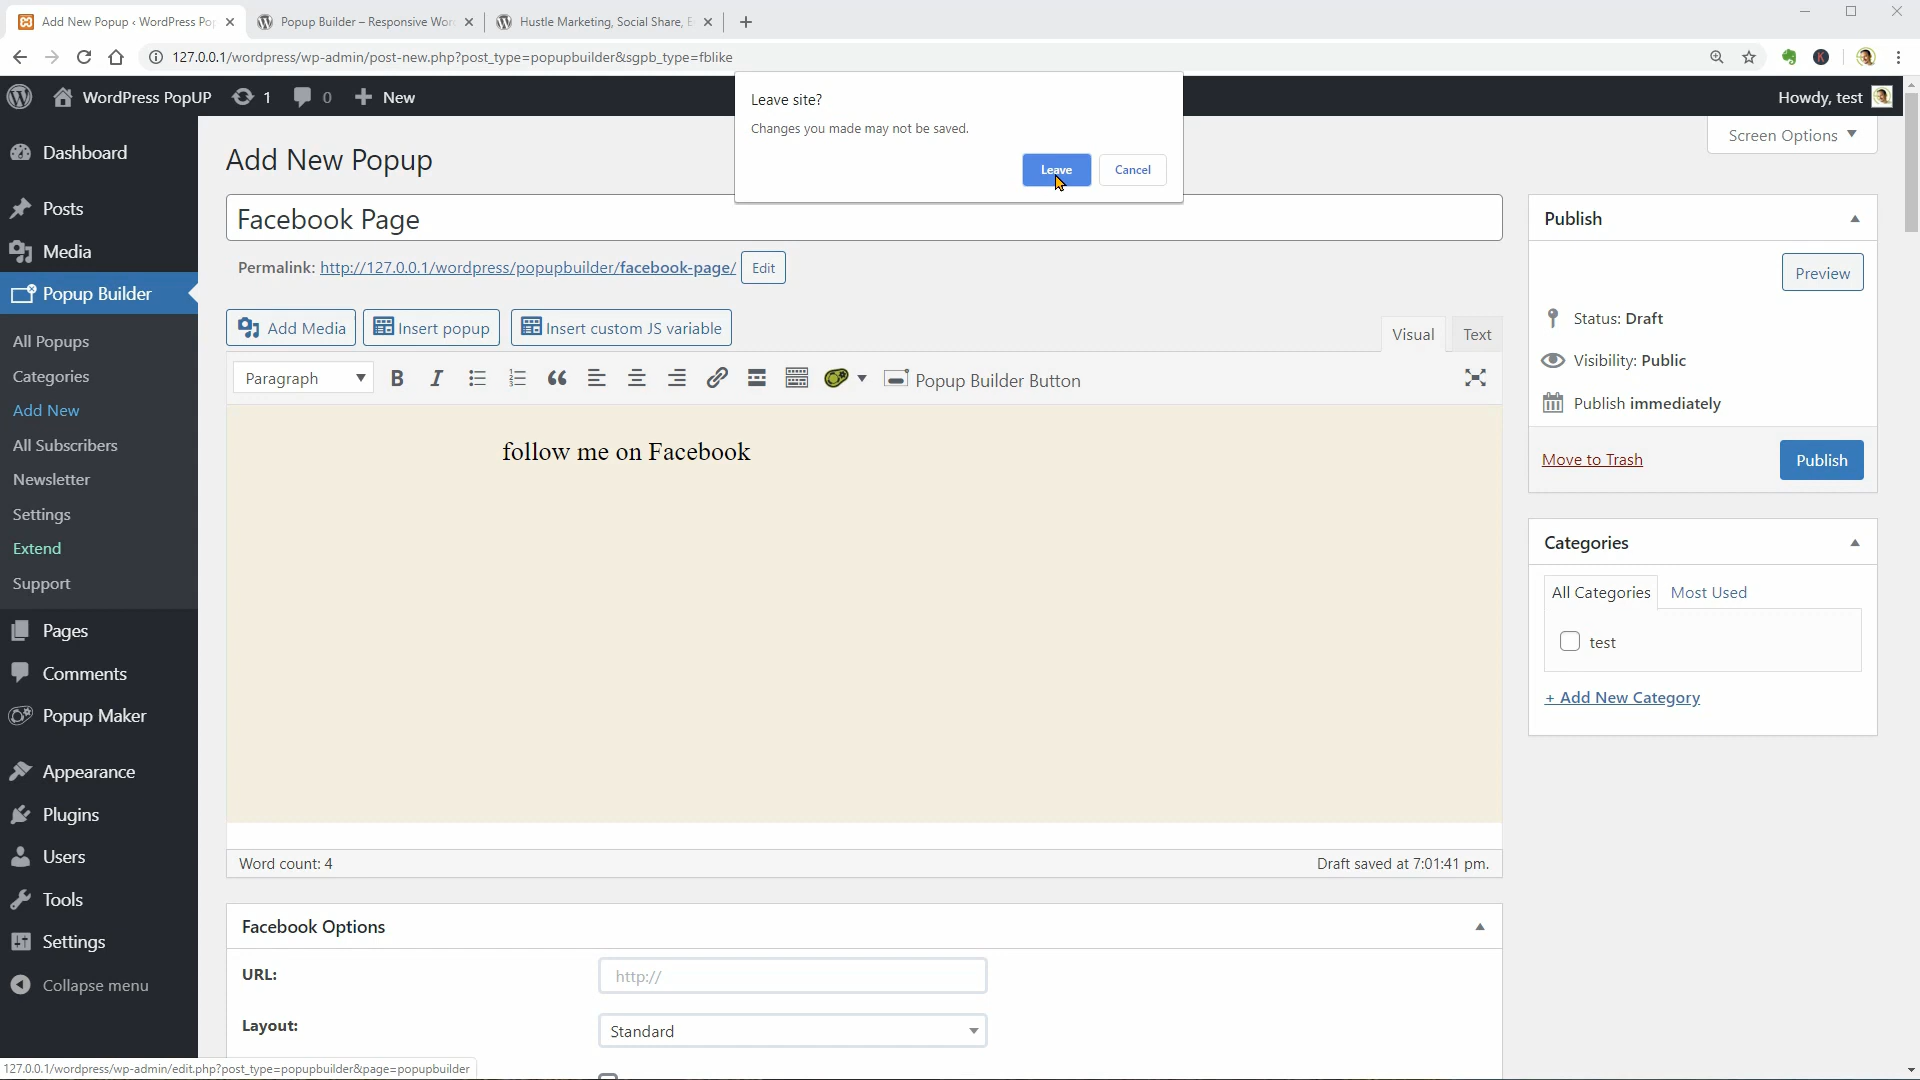 Add New Popup ‹ WordPress Po
Popup Builder – Responsive Wor
Hustle Marketing, Social Share, E
127.0.0.1/wordpress/wp-admin/post-new.php?post_type=popupbuilder&sgpb_type=fblike
WordPress PopUP
1
0
New
Howdy, test
Leave site?
Changes you made may not be saved.
Leave
Cancel
Screen Options
Dashboard
Posts
Media
Popup Builder
All Popups
Categories
Add New
All Subscribers
Newsletter
Settings
Extend
Support
Pages
Comments
Popup Maker
Appearance
Plugins
Users
Tools
Settings
Collapse menu
Add New Popup
Facebook Page
Permalink: http://127.0.0.1/wordpress/popupbuilder/facebook-page/ Edit
Add Media
Insert popup
Insert custom JS variable
Visual
Text
Paragraph
B
I
Popup Builder Button
follow me on Facebook
Word count: 4
Draft saved at 7:01:41 pm.
Facebook Options
URL:
http://
Layout:
Standard
Publish
Preview
Status: Draft
Visibility: Public
Publish immediately
Move to Trash
Publish
Categories
All Categories
Most Used
test
+ Add New Category
127.0.0.1/wordpress/wp-admin/edit.php?post_type=popupbuilder&page=popupbuilder